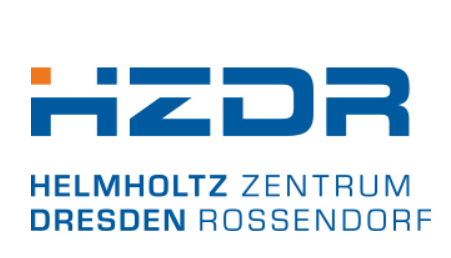 HZDR
HELMHOLTZ ZENTRUM
DRESDEN ROSSENDORF